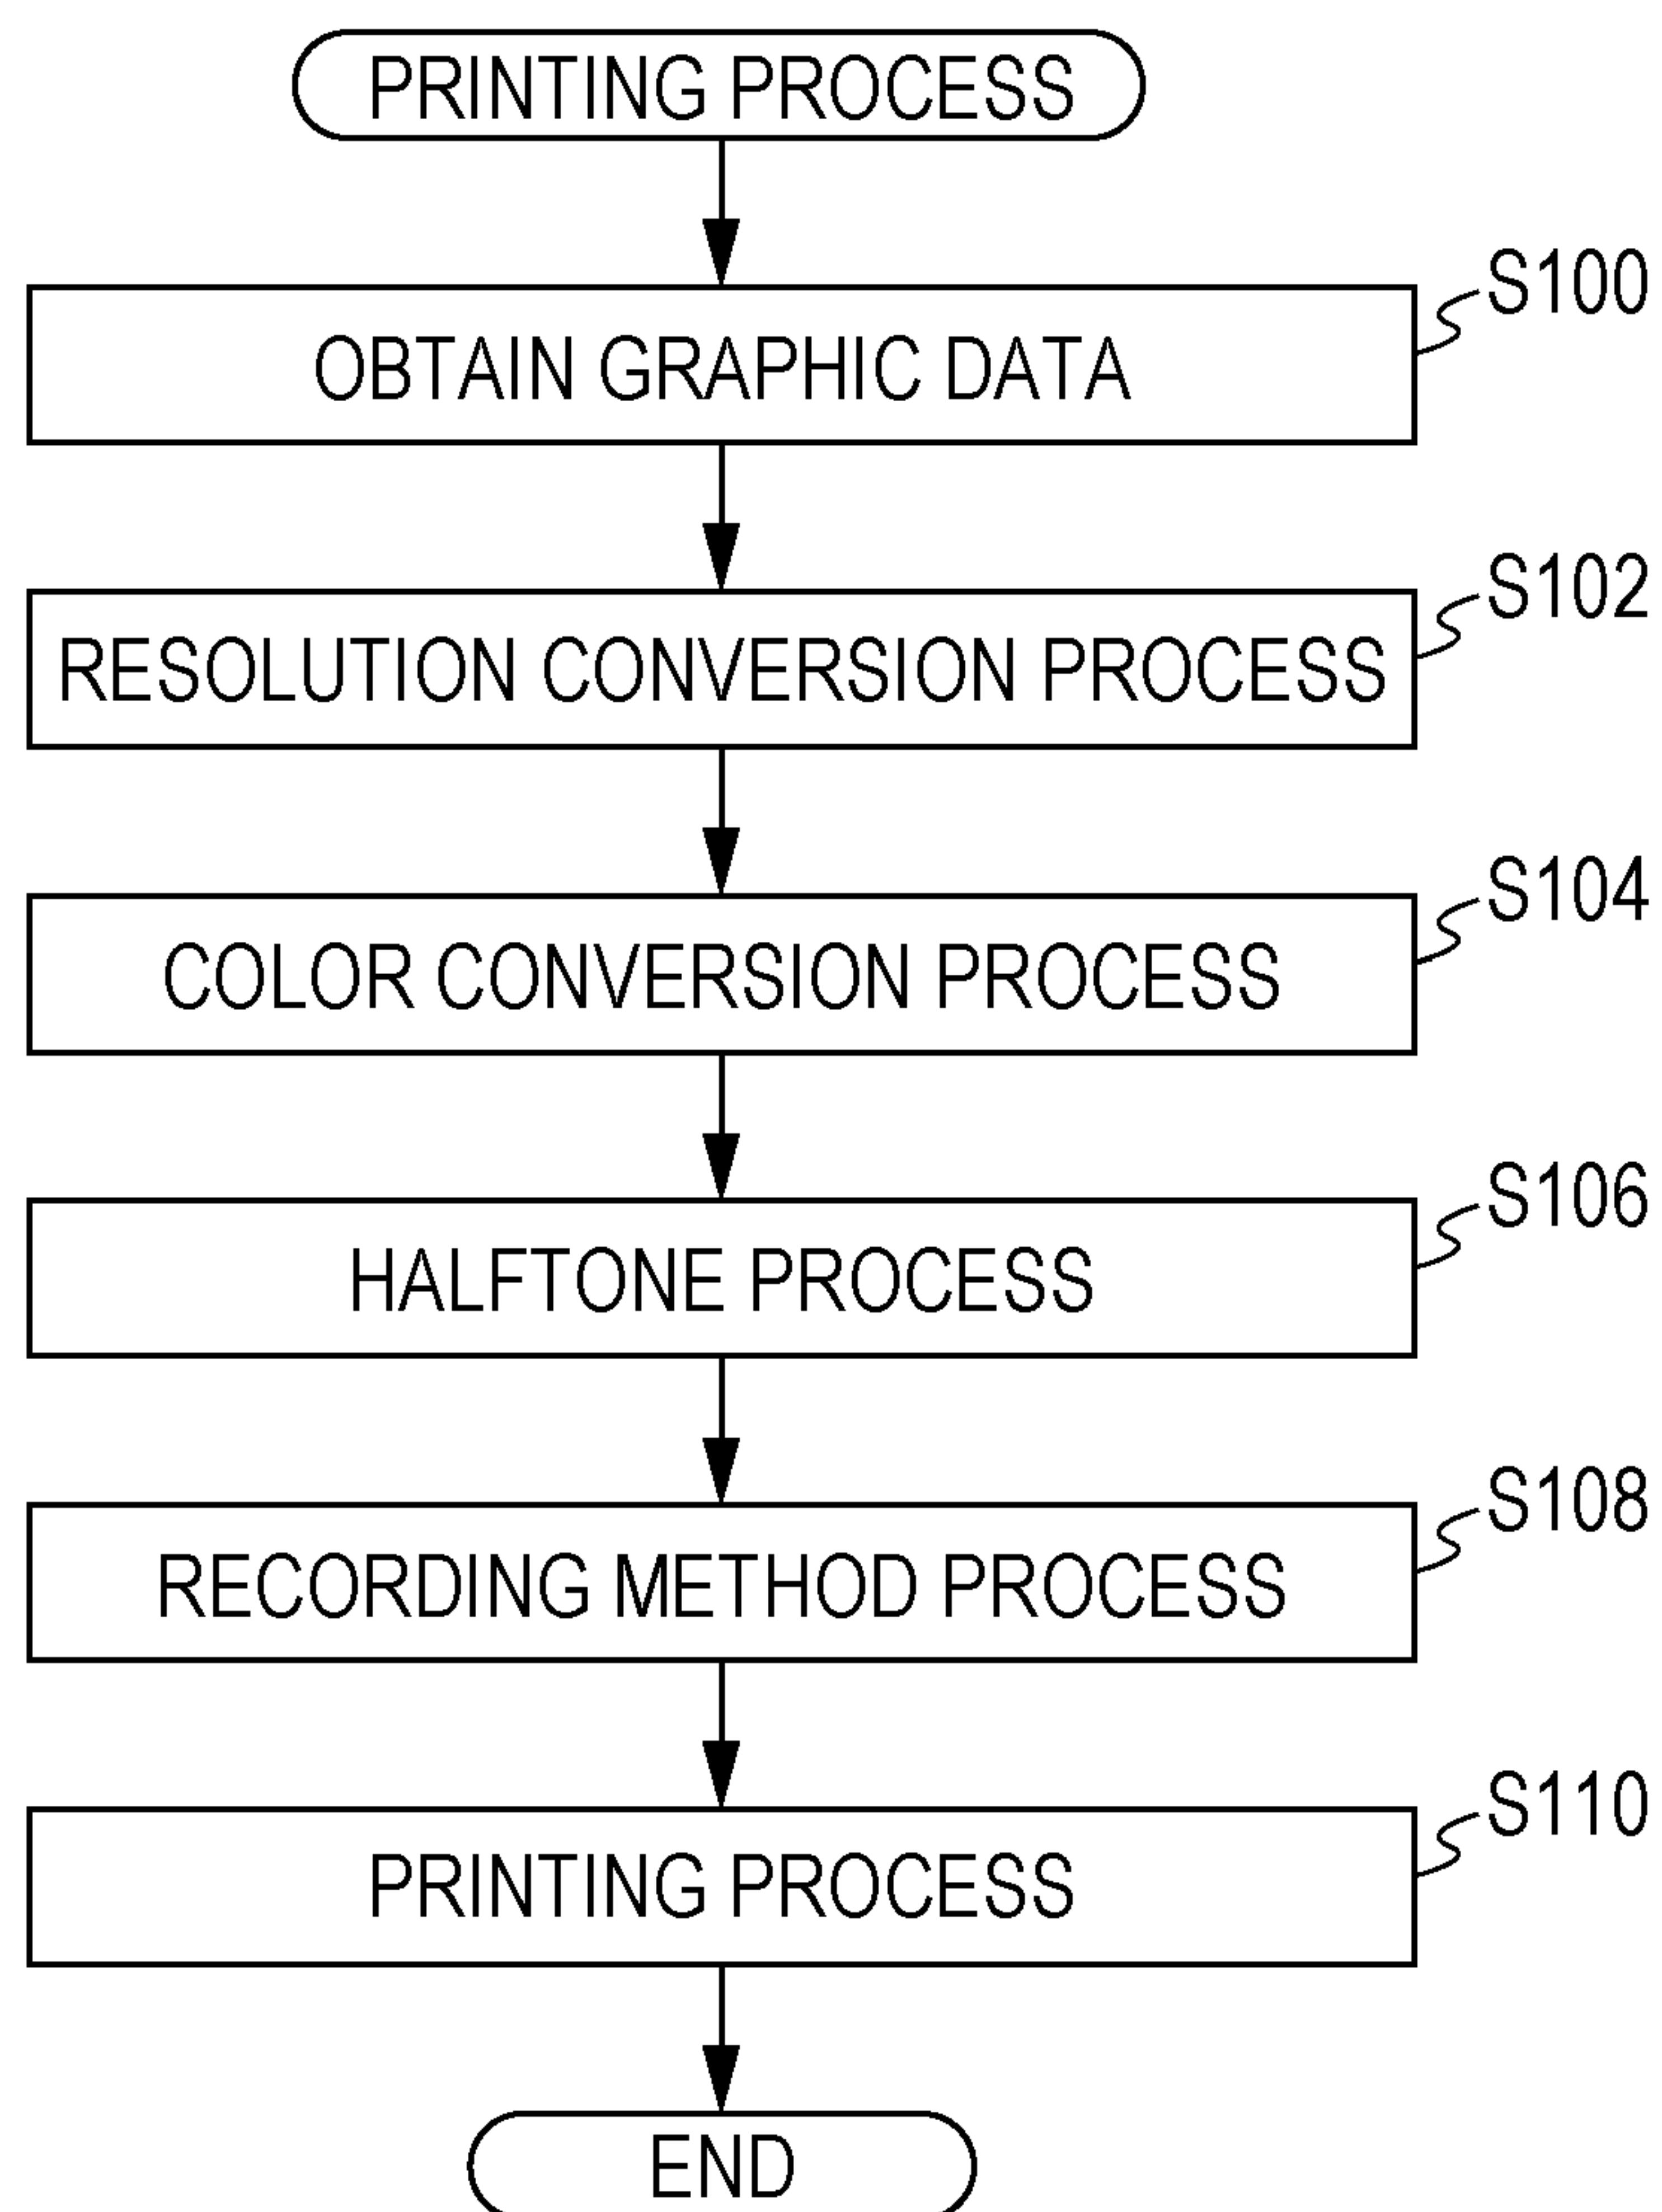 PRINTING PROCESS
S100
OBTAIN GRAPHIC DATA
S102
RESOLUTION CONVERSION PROCESS
S104
COLOR CONVERSION PROCESS
S106
HALFTONE PROCESS
S108
RECORDING METHOD PROCESS
S110
PRINTING PROCESS
END